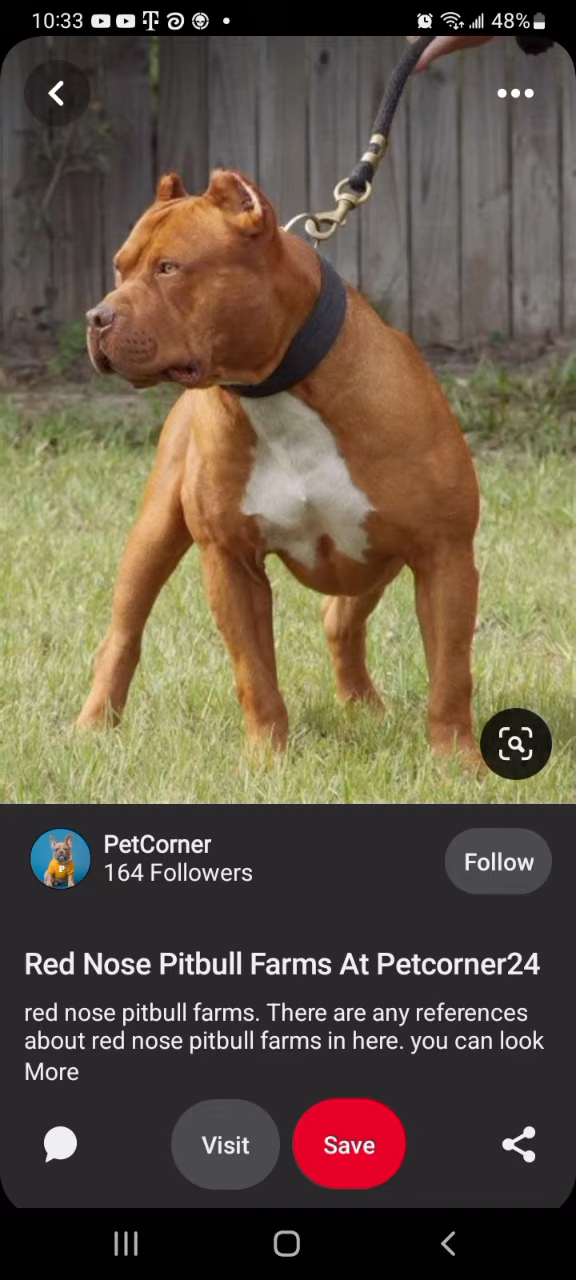 10:33
48%
PetCorner
164 Followers
Follow
Red Nose Pitbull Farms At Petcorner24
red nose pitbull farms. There are any references
about red nose pitbull farms in here. you can look
More
Visit
Save